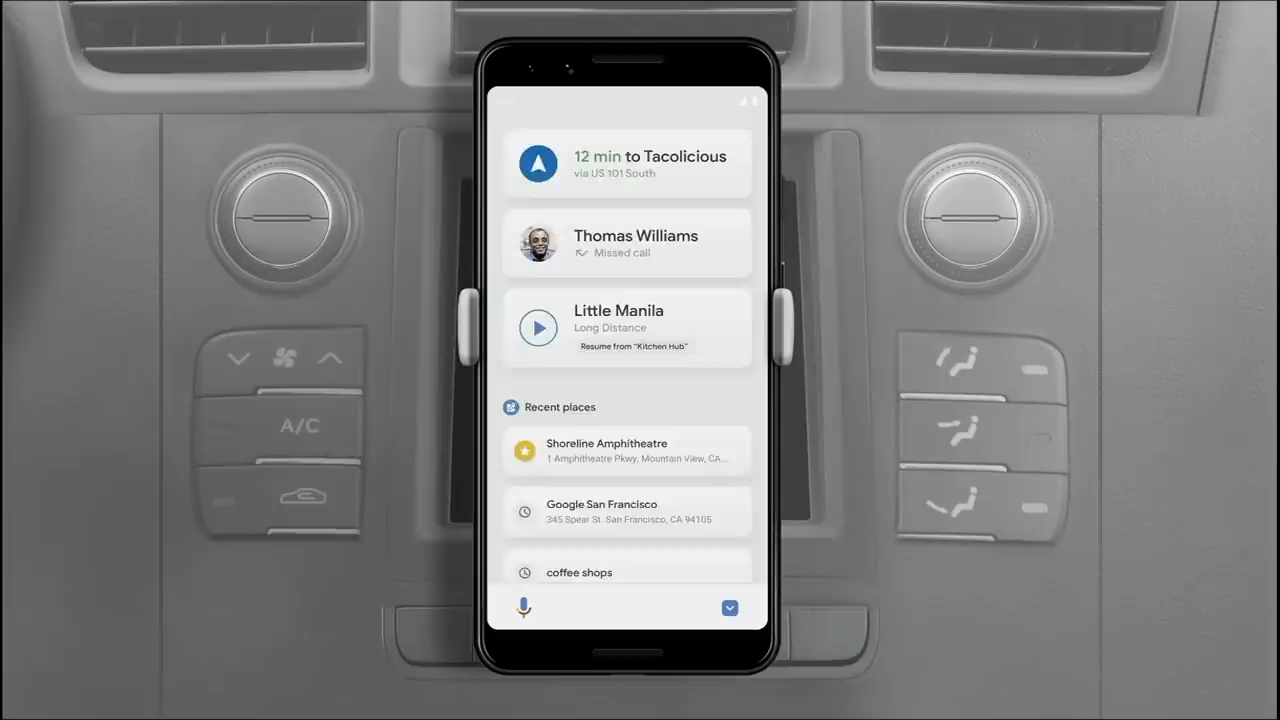 12 min to Tacolicious
via US 101 South
Thomas Williams
Missed call
Little Manila
Long Distance
Resume from "Kitchen Hub"
Recent places
Shoreline Amphitheatre
1 Amphitheatre Pkwy, Mountain View, CA...
Google San Francisco
345 Spear St. San Francisco, CA 94105
coffee shops
A/C